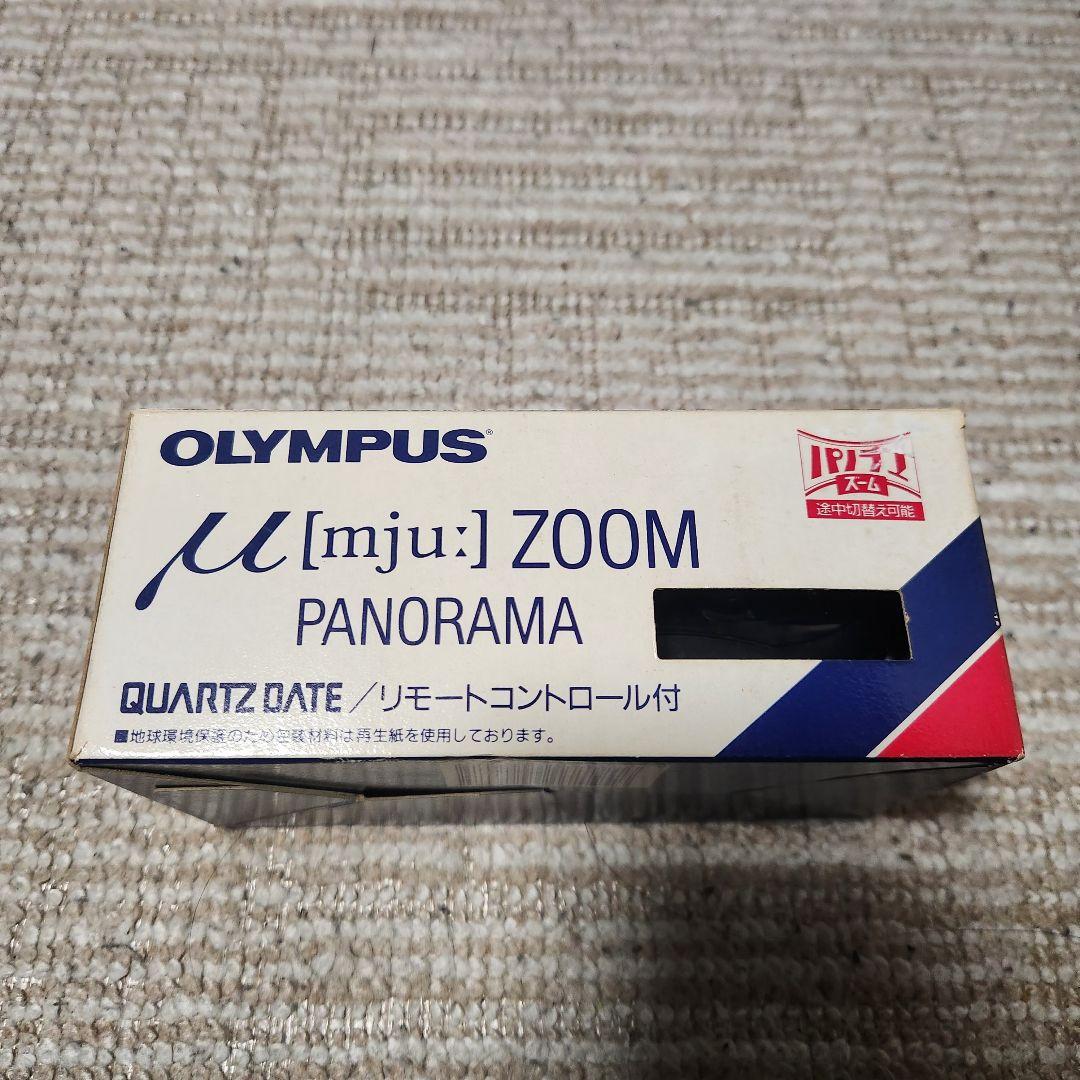 OLYMPUS®
パノラマ
ズーム
途中切替え可能
μ[mju:] ZOOM
PANORAMA
QUARTZ DATE/リモートコントロール付
■地球環境保護のため包装材料は再生紙を使用しております。